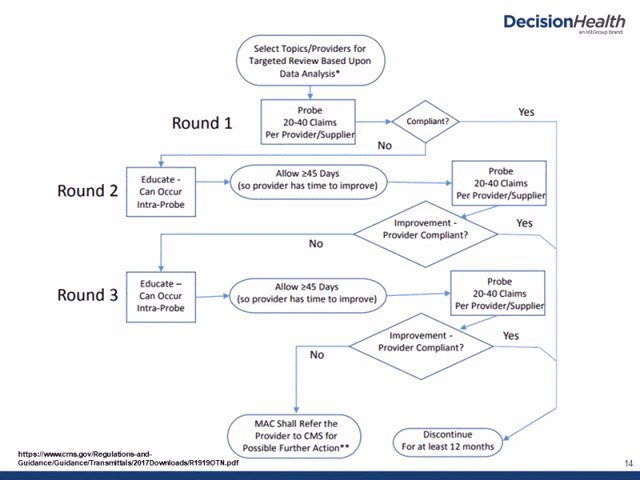 DecisionHealth
an H3.Group brand
Select Topics/Providers for
Targeted Review Based Upon
Data Analysis*
Round 1
Probe
20-40 Claims
Per Provider/Supplier
Compliant?
Yes
No
Round 2
Educate -
Can Occur
Intra-Probe
Allow ≥45 Days
(so provider has time to improve)
Probe
20-40 Claims
Per Provider/Supplier
Improvement -
Provider Compliant?
Yes
No
Round 3
Educate –
Can Occur
Intra-Probe
Allow ≥45 Days
(so provider has time to improve)
Probe
20-40 Claims
Per Provider/Supplier
Improvement -
Provider Compliant?
Yes
No
MAC Shall Refer the
Provider to CMS for
Possible Further Action**
Discontinue
For at least 12 months
https://www.cms.gov/Regulations-and-
Guidance/Guidance/Transmittals/2017Downloads/R1919OTN.pdf
14